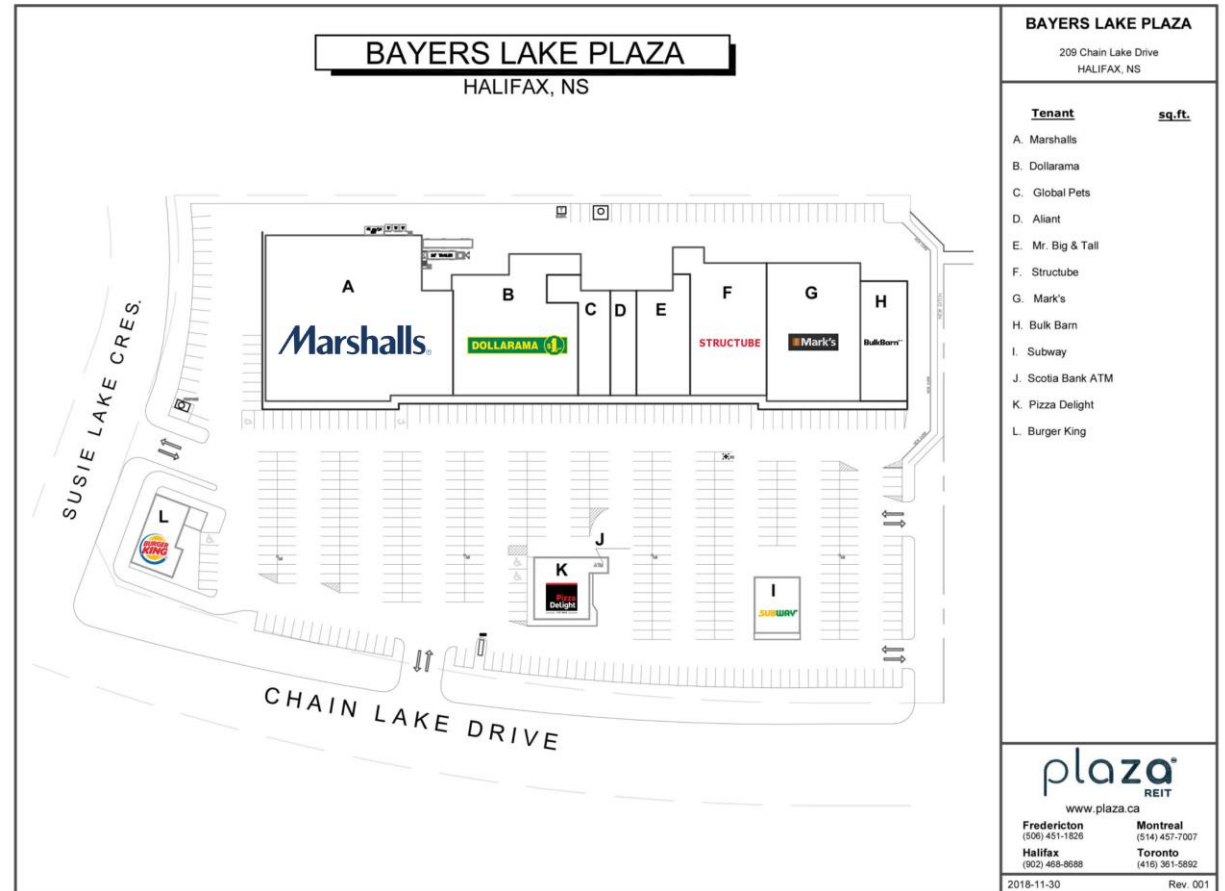 BAYERS LAKE PLAZA
HALIFAX, NS
SUSIE LAKE CRES.
CHAIN LAKE DRIVE
A
Marshalls
B
DOLLARAMA
C
D
E
F
STRUCTUBE
G
Mark's
H
BulkBarn
I
SUBWAY
J
ATM
K
Pizza
Delight
L
BURGER
KING
BAYERS LAKE PLAZA
209 Chain Lake Drive
HALIFAX, NS
Tenant sq.ft.
A. Marshalls
B. Dollarama
C. Global Pets
D. Aliant
E. Mr. Big & Tall
F. Structube
G. Mark's
H. Bulk Barn
I. Subway
J. Scotia Bank ATM
K. Pizza Delight
L. Burger King
plaza
REIT
www.plaza.ca
Fredericton Montreal
(506) 451-1826 (514) 457-7007
Halifax Toronto
(902) 468-8688 (416) 361-5892
2018-11-30 Rev. 001